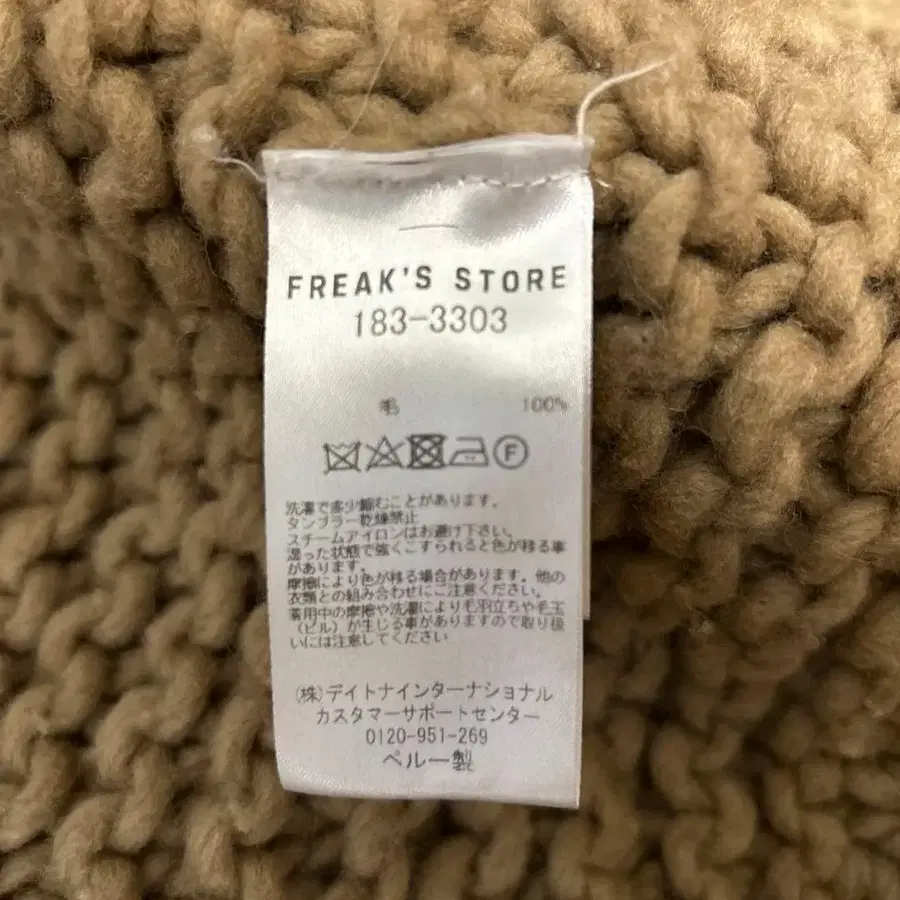 FREAK'S STORE
183-3303
毛 100%
F
洗濯で多少縮むことがあります。
タンブラー乾燥禁止
スチームアイロンはお避け下さい。
湿った状態で強くこすられると色が移る事
があります。
摩擦により色が移る場合があります。他の
衣類との組み合わせにご注意ください。
着用中の摩擦や洗濯により毛羽立ちや毛玉
（ピル）が生じる事がありますので取り扱
いには注意してください
(株)デイトナインターナショナル
カスタマーサポートセンター
0120-951-269
ペルー製